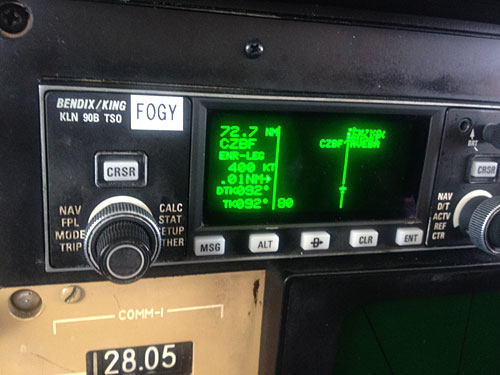 BENDIX/KING
KLN 90B TSO
FOGY
CRSR
NAV
FPL
MODE
TRIP
CALC
STAT
SETUP
OTHER
72.7 NM
CZBF
ENR-LEG
400 KT
.01NM→
DTK092°
TK092° 80
CZBF
MSG
ALT
D
CLR
ENT
CRSR
NAV
D/T
ACTV
REF
CTR
COMM-1
28.05